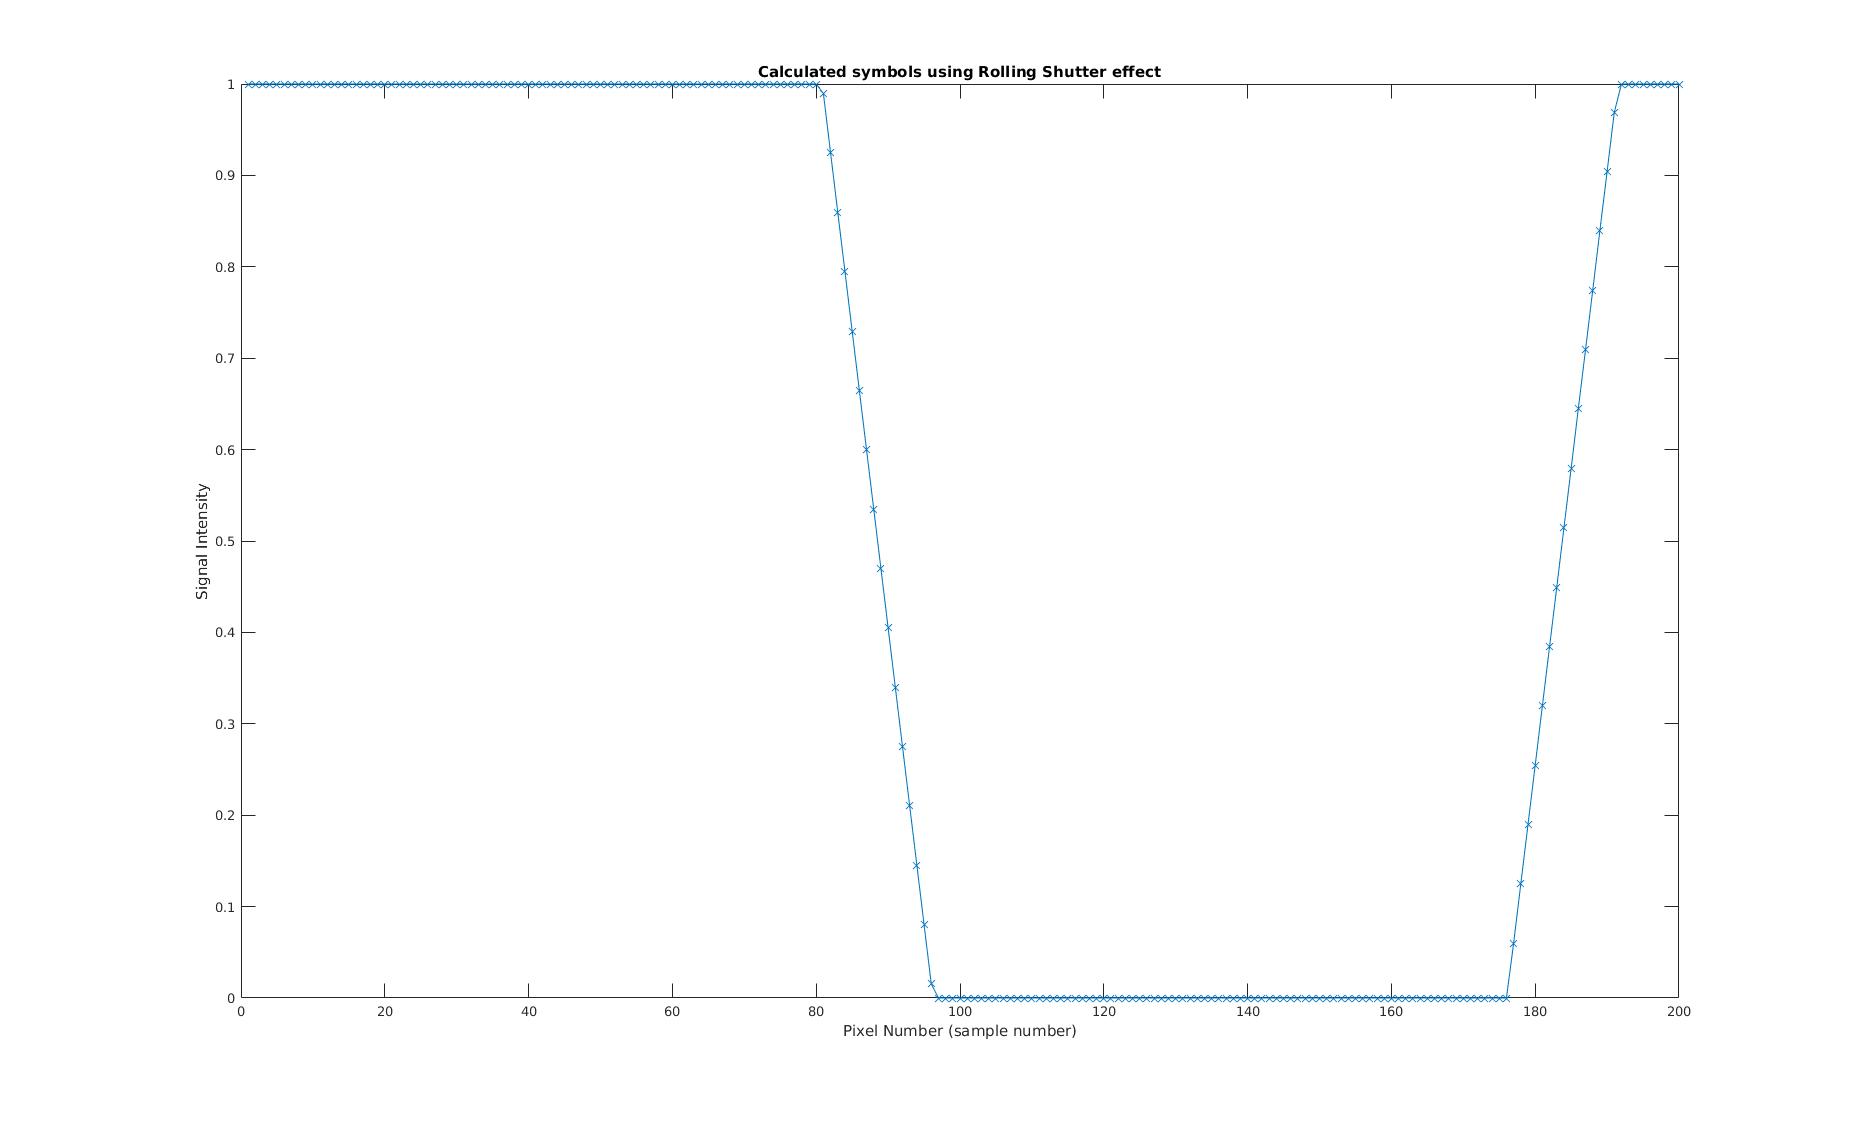 Calculated symbols using Rolling Shutter effect
1
0.9
0.8
0.7
0.6
0.5
0.4
0.3
0.2
0.1
0
Signal Intensity
0 20 40 60 80 100 120 140 160 180 200
Pixel Number (sample number)